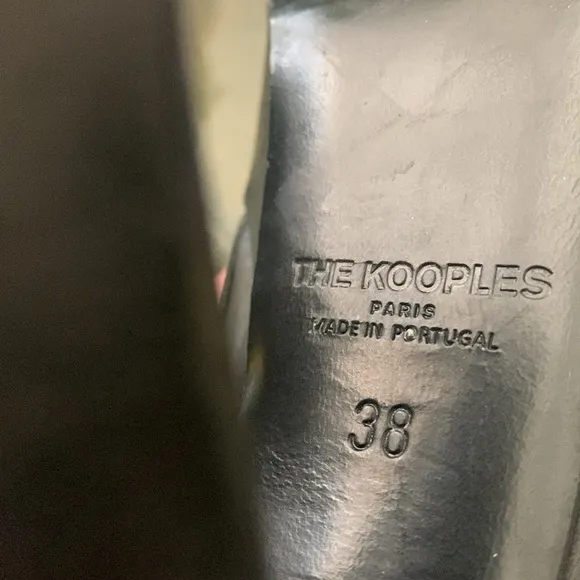 THE KOOPLES
PARIS
MADE IN PORTUGAL
38